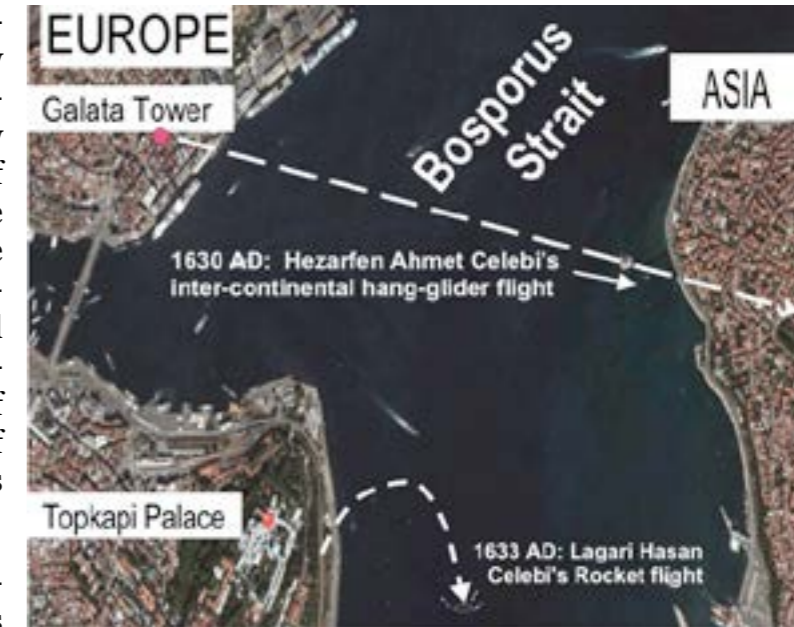 EUROPE
Galata Tower
Bosporus
Strait
ASIA
1630 AD: Hezarfen Ahmet Celebi's
inter-continental hang-glider flight
Topkapi Palace
1633 AD: Lagari Hasan
Celebi's Rocket flight